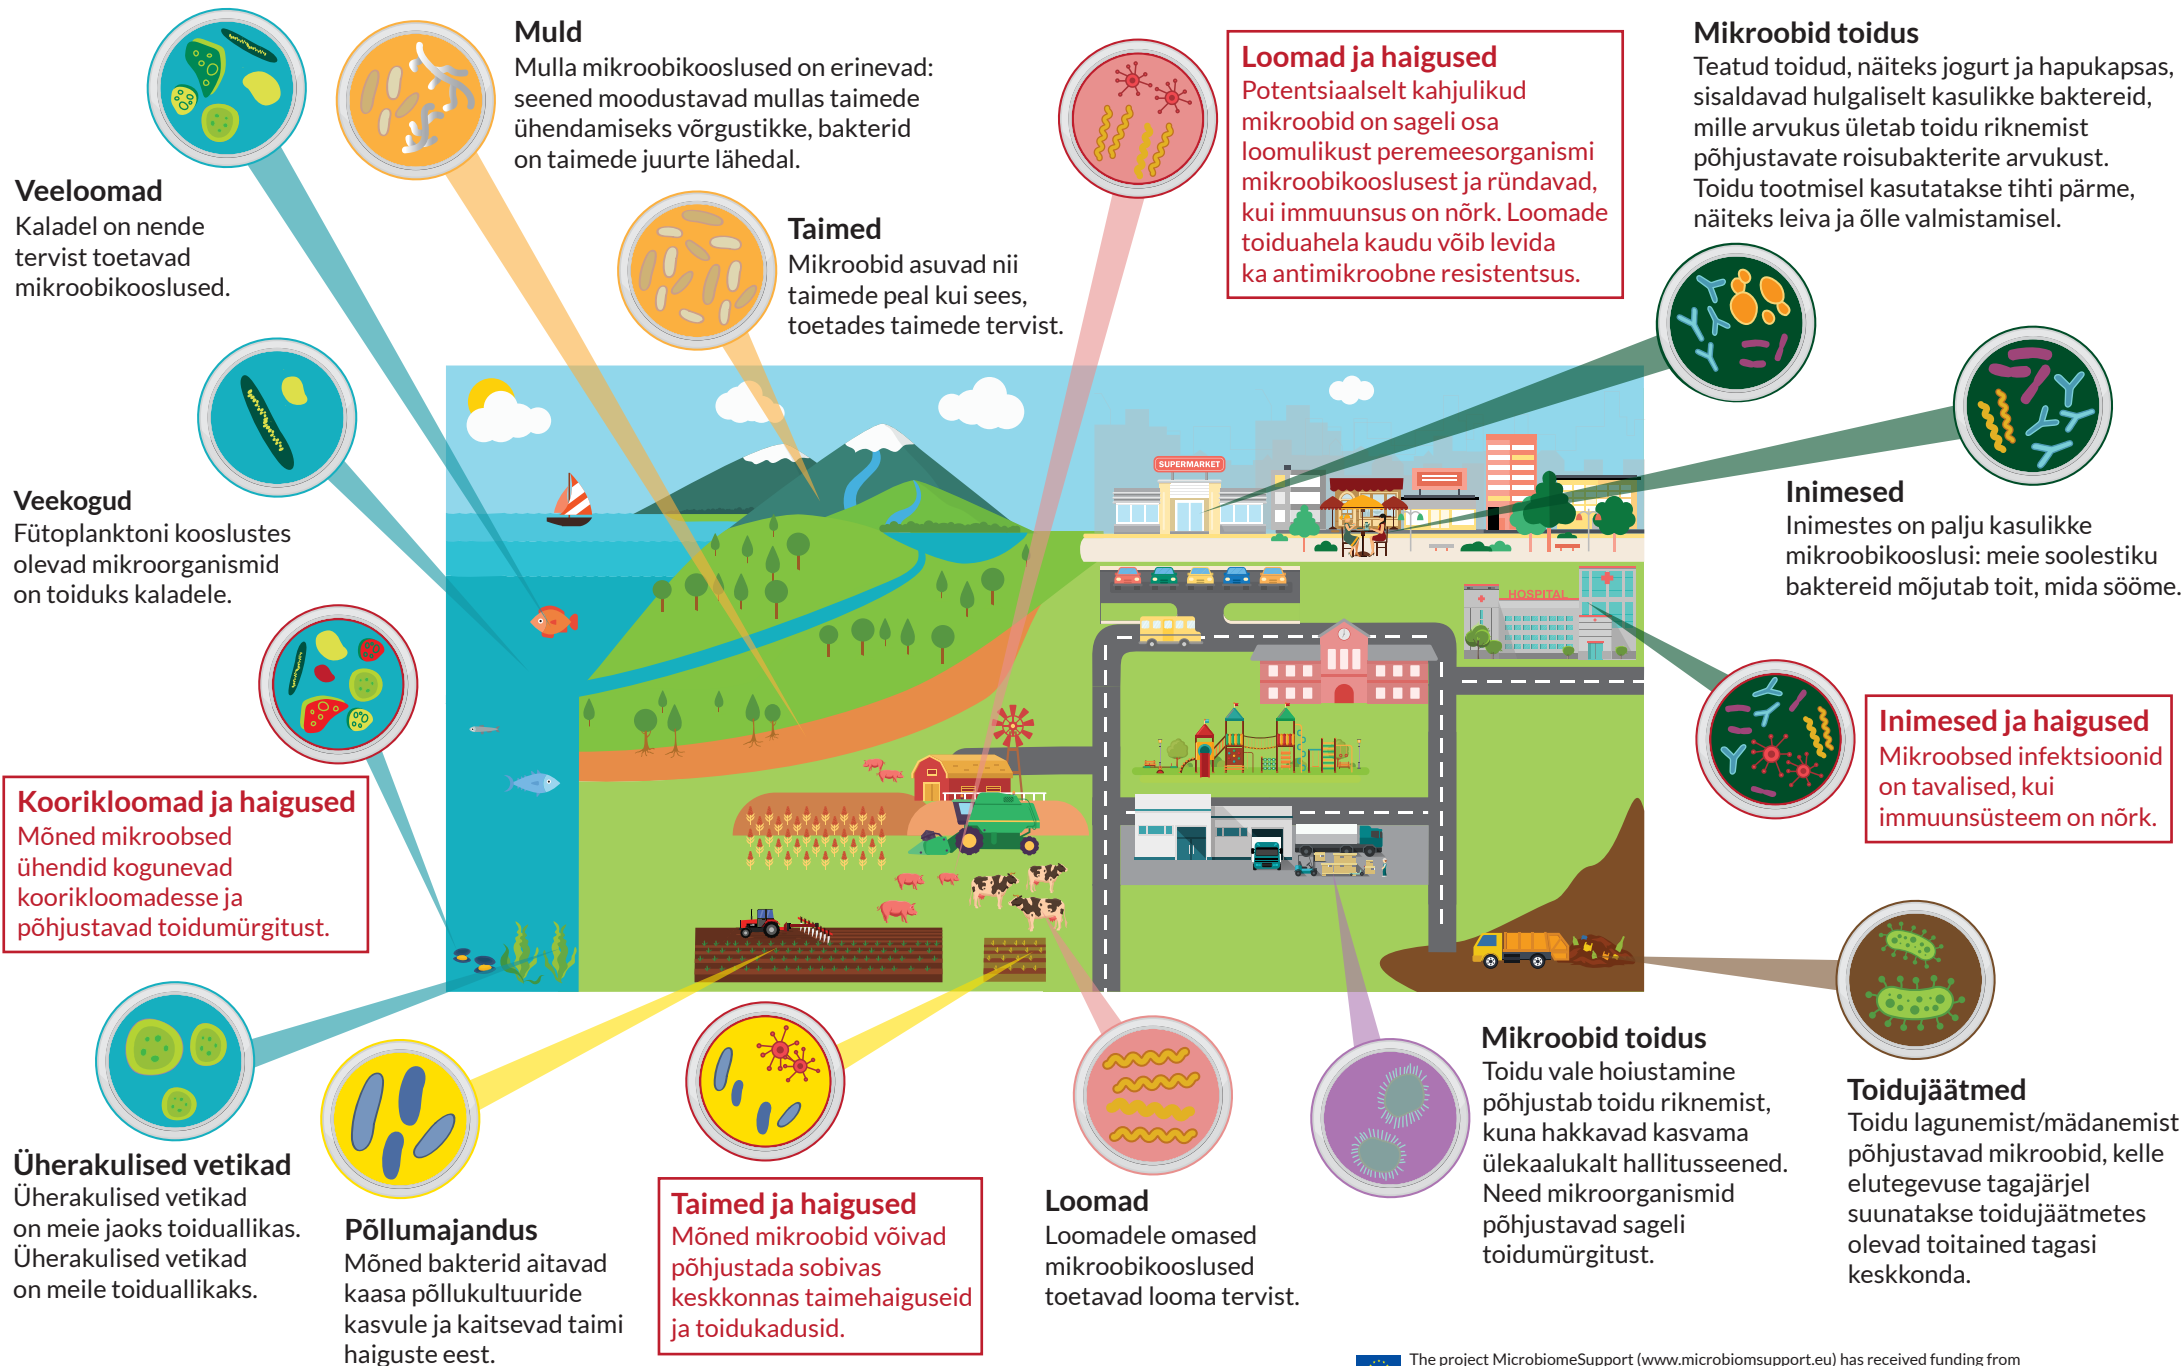 Muld
Mulla mikroobikooslused on erinevad:
seened moodustavad mullas taimede
ühendamiseks võrgustikke, bakterid
on taimede juurte lähedal.
Loomad ja haigused
Potentsiaalselt kahjulikud
mikroobid on sageli osa
loomulikust peremeesorganismi
mikroobikooslusest ja ründavad,
kui immuunsus on nõrk. Loomade
toiduahela kaudu võib levida
ka antimikroobne resistentsus.
Mikroobid toidus
Teatud toidud, näiteks jogurt ja hapukapsas,
sisaldavad hulgaliselt kasulikke baktereid,
mille arvukus ületab toidu riknemist
põhjustavate roisubakterite arvukust.
Toidu tootmisel kasutatakse tihti pärme,
näiteks leiva ja õlle valmistamisel.
Veeloomad
Kaladel on nende
tervist toetavad
mikroobikooslused.
Taimed
Mikroobid asuvad nii
taimede peal kui sees,
toetades taimede tervist.
Veekogud
Fütoplanktoni kooslustes
olevad mikroorganismid
on toiduks kaladele.
SUPERMARKET
Inimesed
Inimestes on palju kasulikke
mikroobikooslusi: meie soolestiku
baktereid mõjutab toit, mida sööme.
HOSPITAL
Inimesed ja haigused
Mikroobsed infektsioonid
on tavalised, kui
immuunsüsteem on nõrk.
Koorikloomad ja haigused
Mõned mikroobsed
ühendid kogunevad
koorikloomadesse ja
põhjustavad toidumürgitust.
Üherakulised vetikad
Üherakulised vetikad
on meie jaoks toiduallikas.
Üherakulised vetikad
on meile toiduallikaks.
Põllumajandus
Mõned bakterid aitavad
kaasa põllukultuuride
kasvule ja kaitsevad taimi
haiguste eest.
Taimed ja haigused
Mõned mikroobid võivad
põhjustada sobivas
keskkonnas taimehaiguseid
ja toidukadusid.
Loomad
Loomadele omased
mikroobikooslused
toetavad looma tervist.
Mikroobid toidus
Toidu vale hoiustamine
põhjustab toidu riknemist,
kuna hakkavad kasvama
ülekaalukalt hallitusseened.
Need mikroorganismid
põhjustavad sageli
toidumürgitust.
Toidujäätmed
Toidu lagunemist/mädanemist
põhjustavad mikroobid, kelle
elutegevuse tagajärjel
suunatakse toidujäätmetes
olevad toitained tagasi
keskkonda.
The project MicrobiomeSupport (www.microbiomsupport.eu) has received funding from